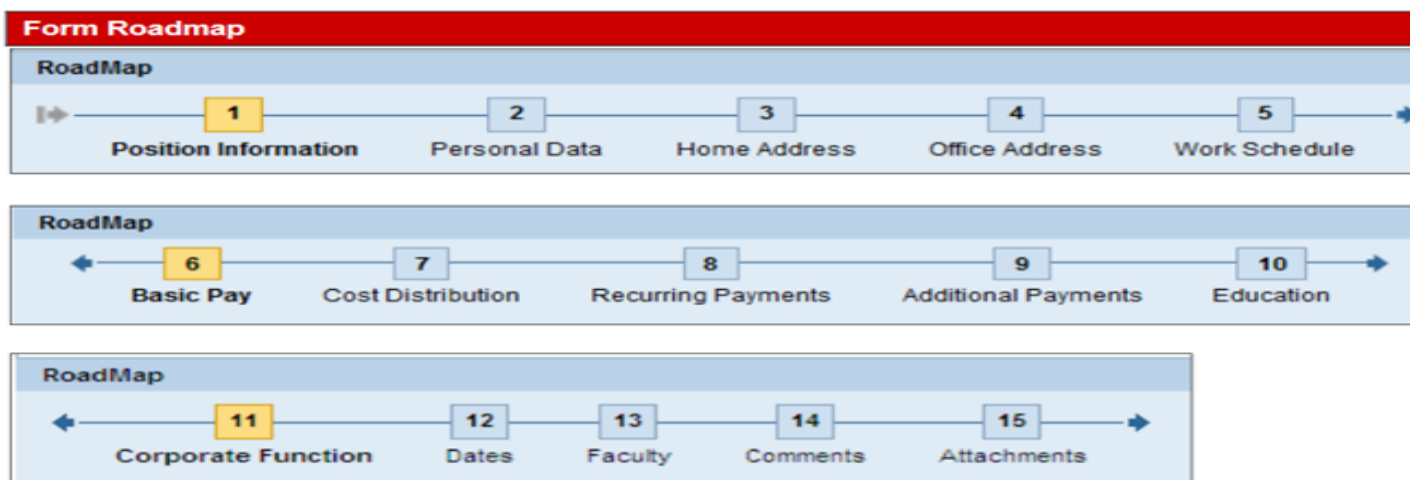 Form Roadmap
RoadMap
1 2 3 4 5
Position Information Personal Data Home Address Office Address Work Schedule
RoadMap
6 7 8 9 10
Basic Pay Cost Distribution Recurring Payments Additional Payments Education
RoadMap
11 12 13 14 15
Corporate Function Dates Faculty Comments Attachments